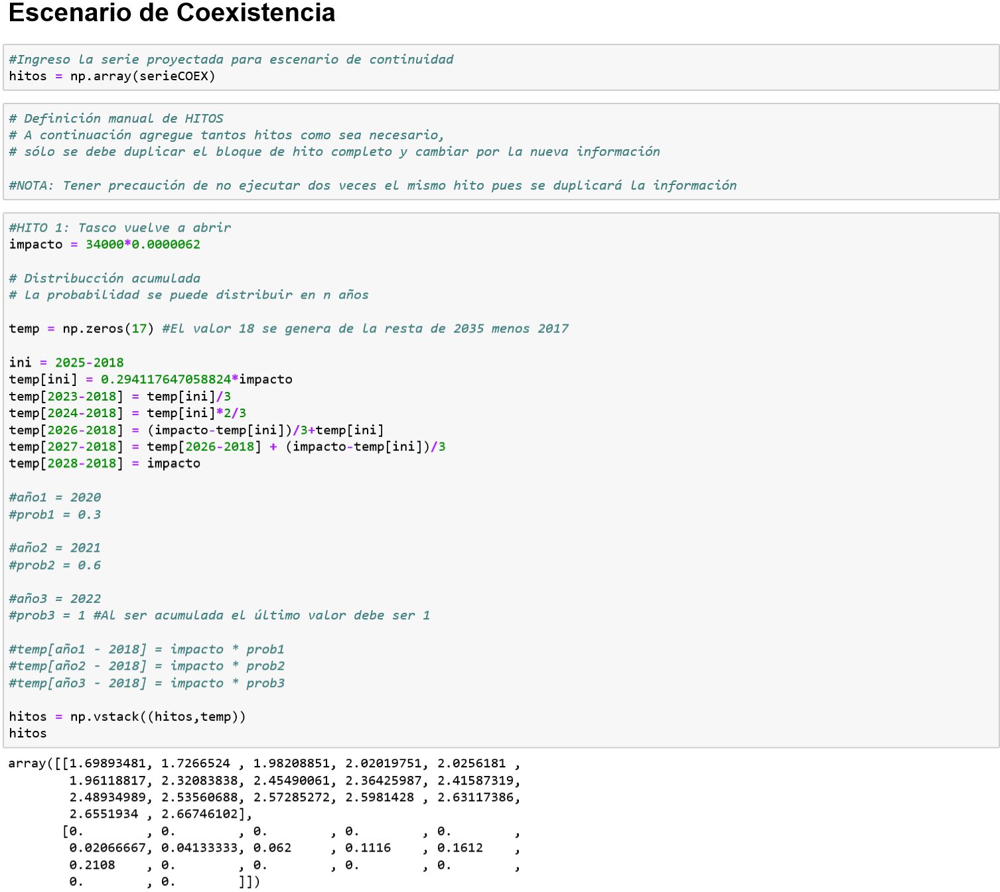 Escenario de Coexistencia
#Ingreso la serie proyectada para escenario de continuidad
hitos = np.array(serieCOEX)
# Definición manual de HITOS
# A continuación agregue tantos hitos como sea necesario,
# sólo se debe duplicar el bloque de hito completo y cambiar por la nueva información
#NOTA: Tener precaución de no ejecutar dos veces el mismo hito pues se duplicará la información
#HITO 1: Tasco vuelve a abrir
impacto = 34000*0.0000062
# Distribucción acumulada
# La probabilidad se puede distribuir en n años
temp = np.zeros(17) #El valor 18 se genera de la resta de 2035 menos 2017
ini = 2025-2018
temp[ini] = 0.294117647058824*impacto
temp[2023-2018] = temp[ini]/3
temp[2024-2018] = temp[ini]*2/3
temp[2026-2018] = (impacto-temp[ini])/3+temp[ini]
temp[2027-2018] = temp[2026-2018] + (impacto-temp[ini])/3
temp[2028-2018] = impacto
#año1 = 2020
#prob1 = 0.3
#año2 = 2021
#prob2 = 0.6
#año3 = 2022
#prob3 = 1 #Al ser acumulada el último valor debe ser 1
#temp[año1 - 2018] = impacto * prob1
#temp[año2 - 2018] = impacto * prob2
#temp[año3 - 2018] = impacto * prob3
hitos = np.vstack((hitos,temp))
hitos
array([[1.69893481, 1.7266524 , 1.98208851, 2.02019751, 2.0256181 ,
        1.96118817, 2.32083838, 2.45490061, 2.36425987, 2.41587319,
        2.48934989, 2.53560688, 2.57285272, 2.5981428 , 2.63117386,
        2.6551934 , 2.66746102],
       [0.        , 0.        , 0.        , 0.        , 0.        ,
        0.02066667, 0.04133333, 0.062     , 0.1116    , 0.1612    ,
        0.2108    , 0.        , 0.        , 0.        , 0.        ,
        0.        , 0.        ]])